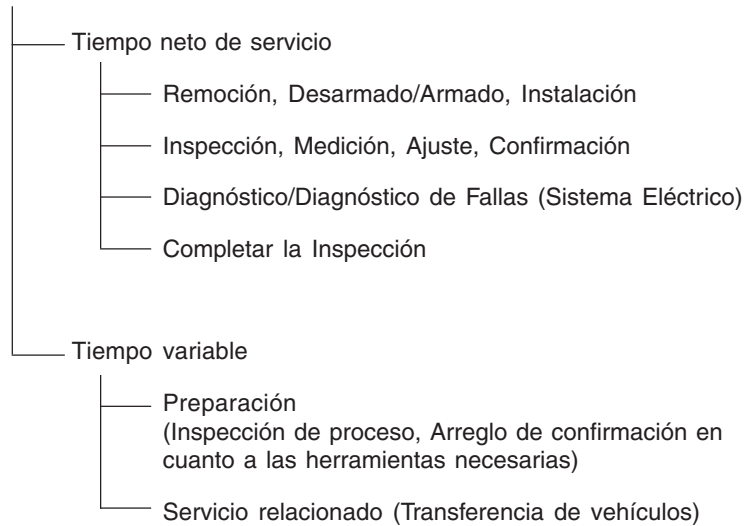 Tiempo neto de servicio
Remoción, Desarmado/Armado, Instalación
Inspección, Medición, Ajuste, Confirmación
Diagnóstico/Diagnóstico de Fallas (Sistema Eléctrico)
Completar la Inspección
Tiempo variable
Preparación
(Inspección de proceso, Arreglo de confirmación en
cuanto a las herramientas necesarias)
Servicio relacionado (Transferencia de vehículos)